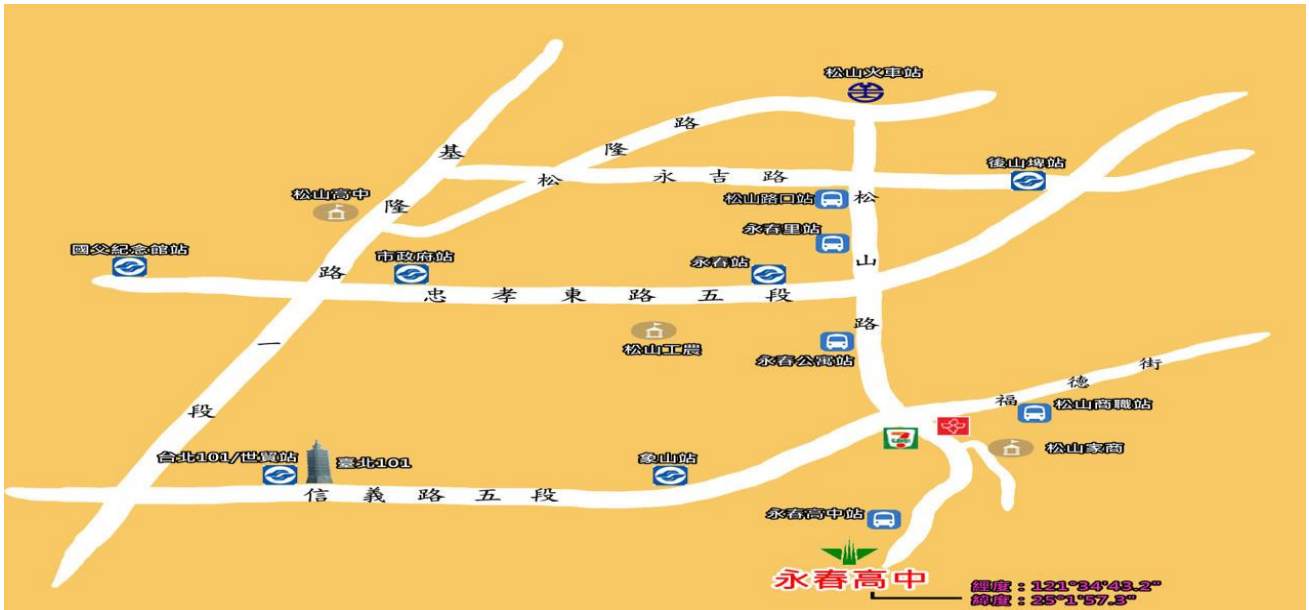 松山火車站
基隆路一段
松隆路
永吉路
後山埤站
松山高中
松山路口站
松山路
永春里站
國父紀念館站
市政府站
永春站
忠孝東路五段
松山工農
永春公寓站
福德街
松山商職站
台北101/世貿站
臺北101
象山站
松山家商
信義路五段
永春高中站
永春高中
經度：121°34'43.2"
緯度：25°1'57.3"